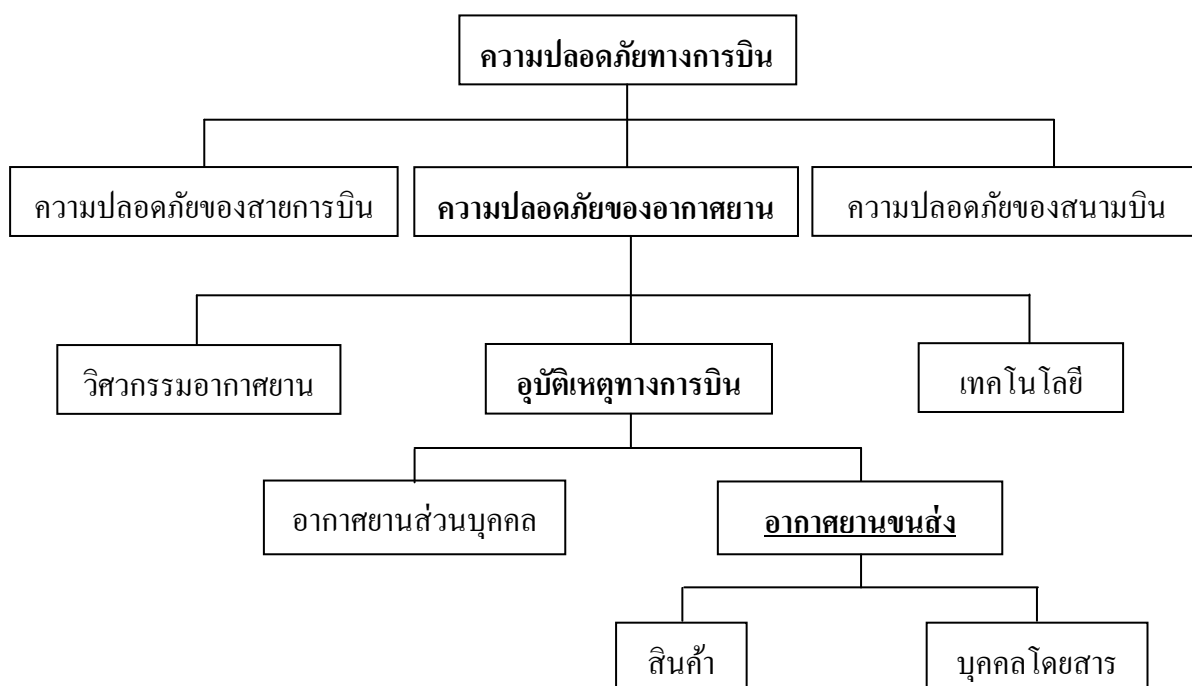 ความปลอดภัยทางการบิน
ความปลอดภัยของสายการบิน
ความปลอดภัยของอากาศยาน
ความปลอดภัยของสนามบิน
วิศวกรรมอากาศยาน
อุบัติเหตุทางการบิน
เทคโนโลยี
อากาศยานส่วนบุคคล
อากาศยานขนส่ง
สินค้า
บุคคลโดยสาร